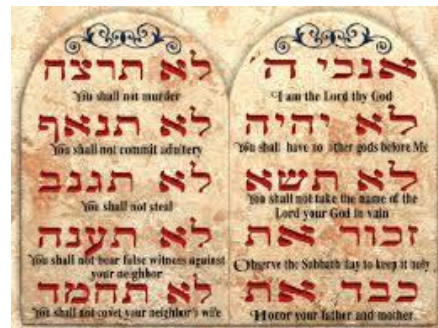 אנכי ה'
I am the Lord thy God
לא יהיה
You shall have no other gods before Me
לא תשא
You shall not take the name of the
Lord your God in vain
זכור את
Observe the Sabbath day to keep it holy
כבד את
Honor your father and mother
לא תרצח
You shall not murder
לא תנאף
You shall not commit adultery
לא תגנב
You shall not steal
לא תענה
You shall not bear false witness against
your neighbor
לא תחמד
You shall not covet your neighbor's wife